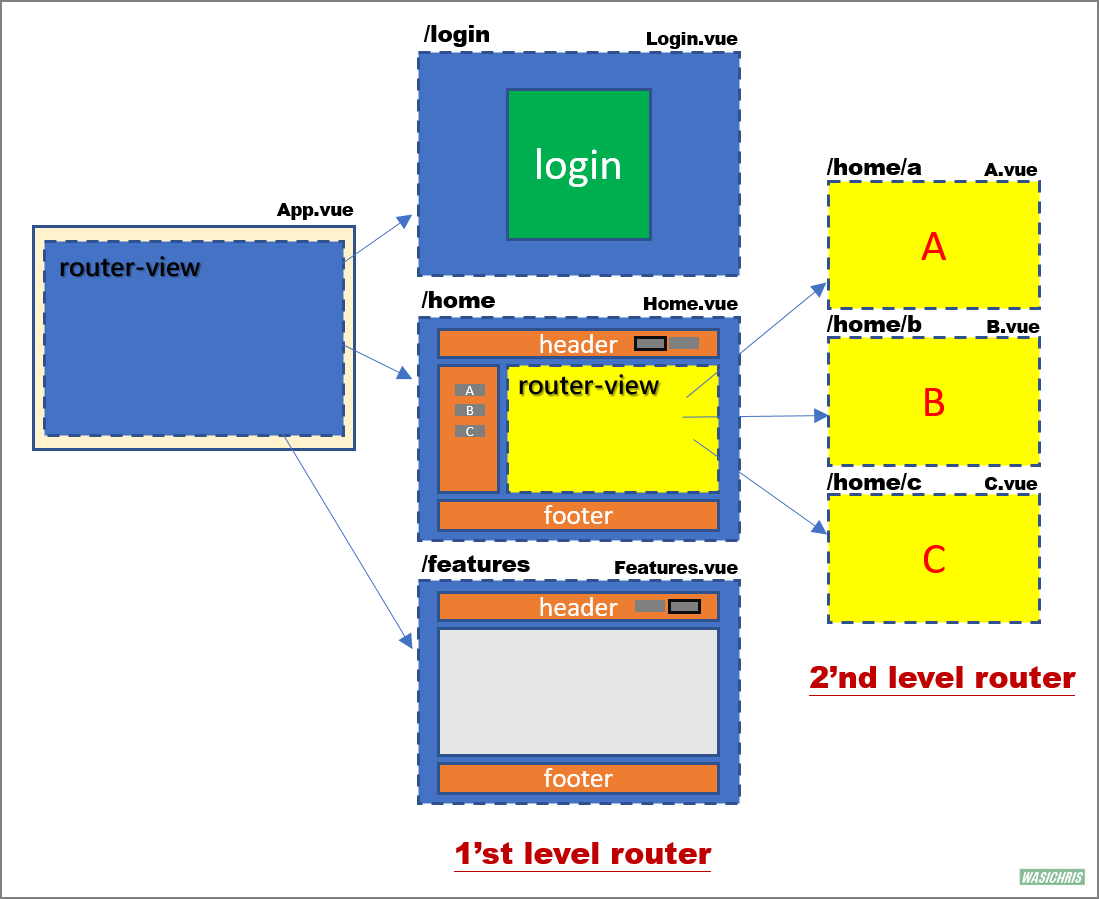 App.vue
router-view
/login Login.vue
login
/home Home.vue
header
A
B
C
router-view
footer
/features Features.vue
header
footer
1’st level router
/home/a A.vue
A
/home/b B.vue
B
/home/c C.vue
C
2’nd level router
WASICHRIS